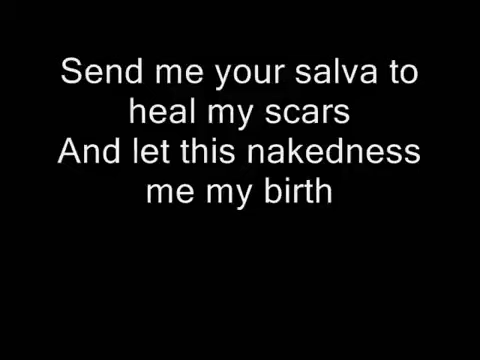 Send me your salva to
heal my scars
And let this nakedness
me my birth